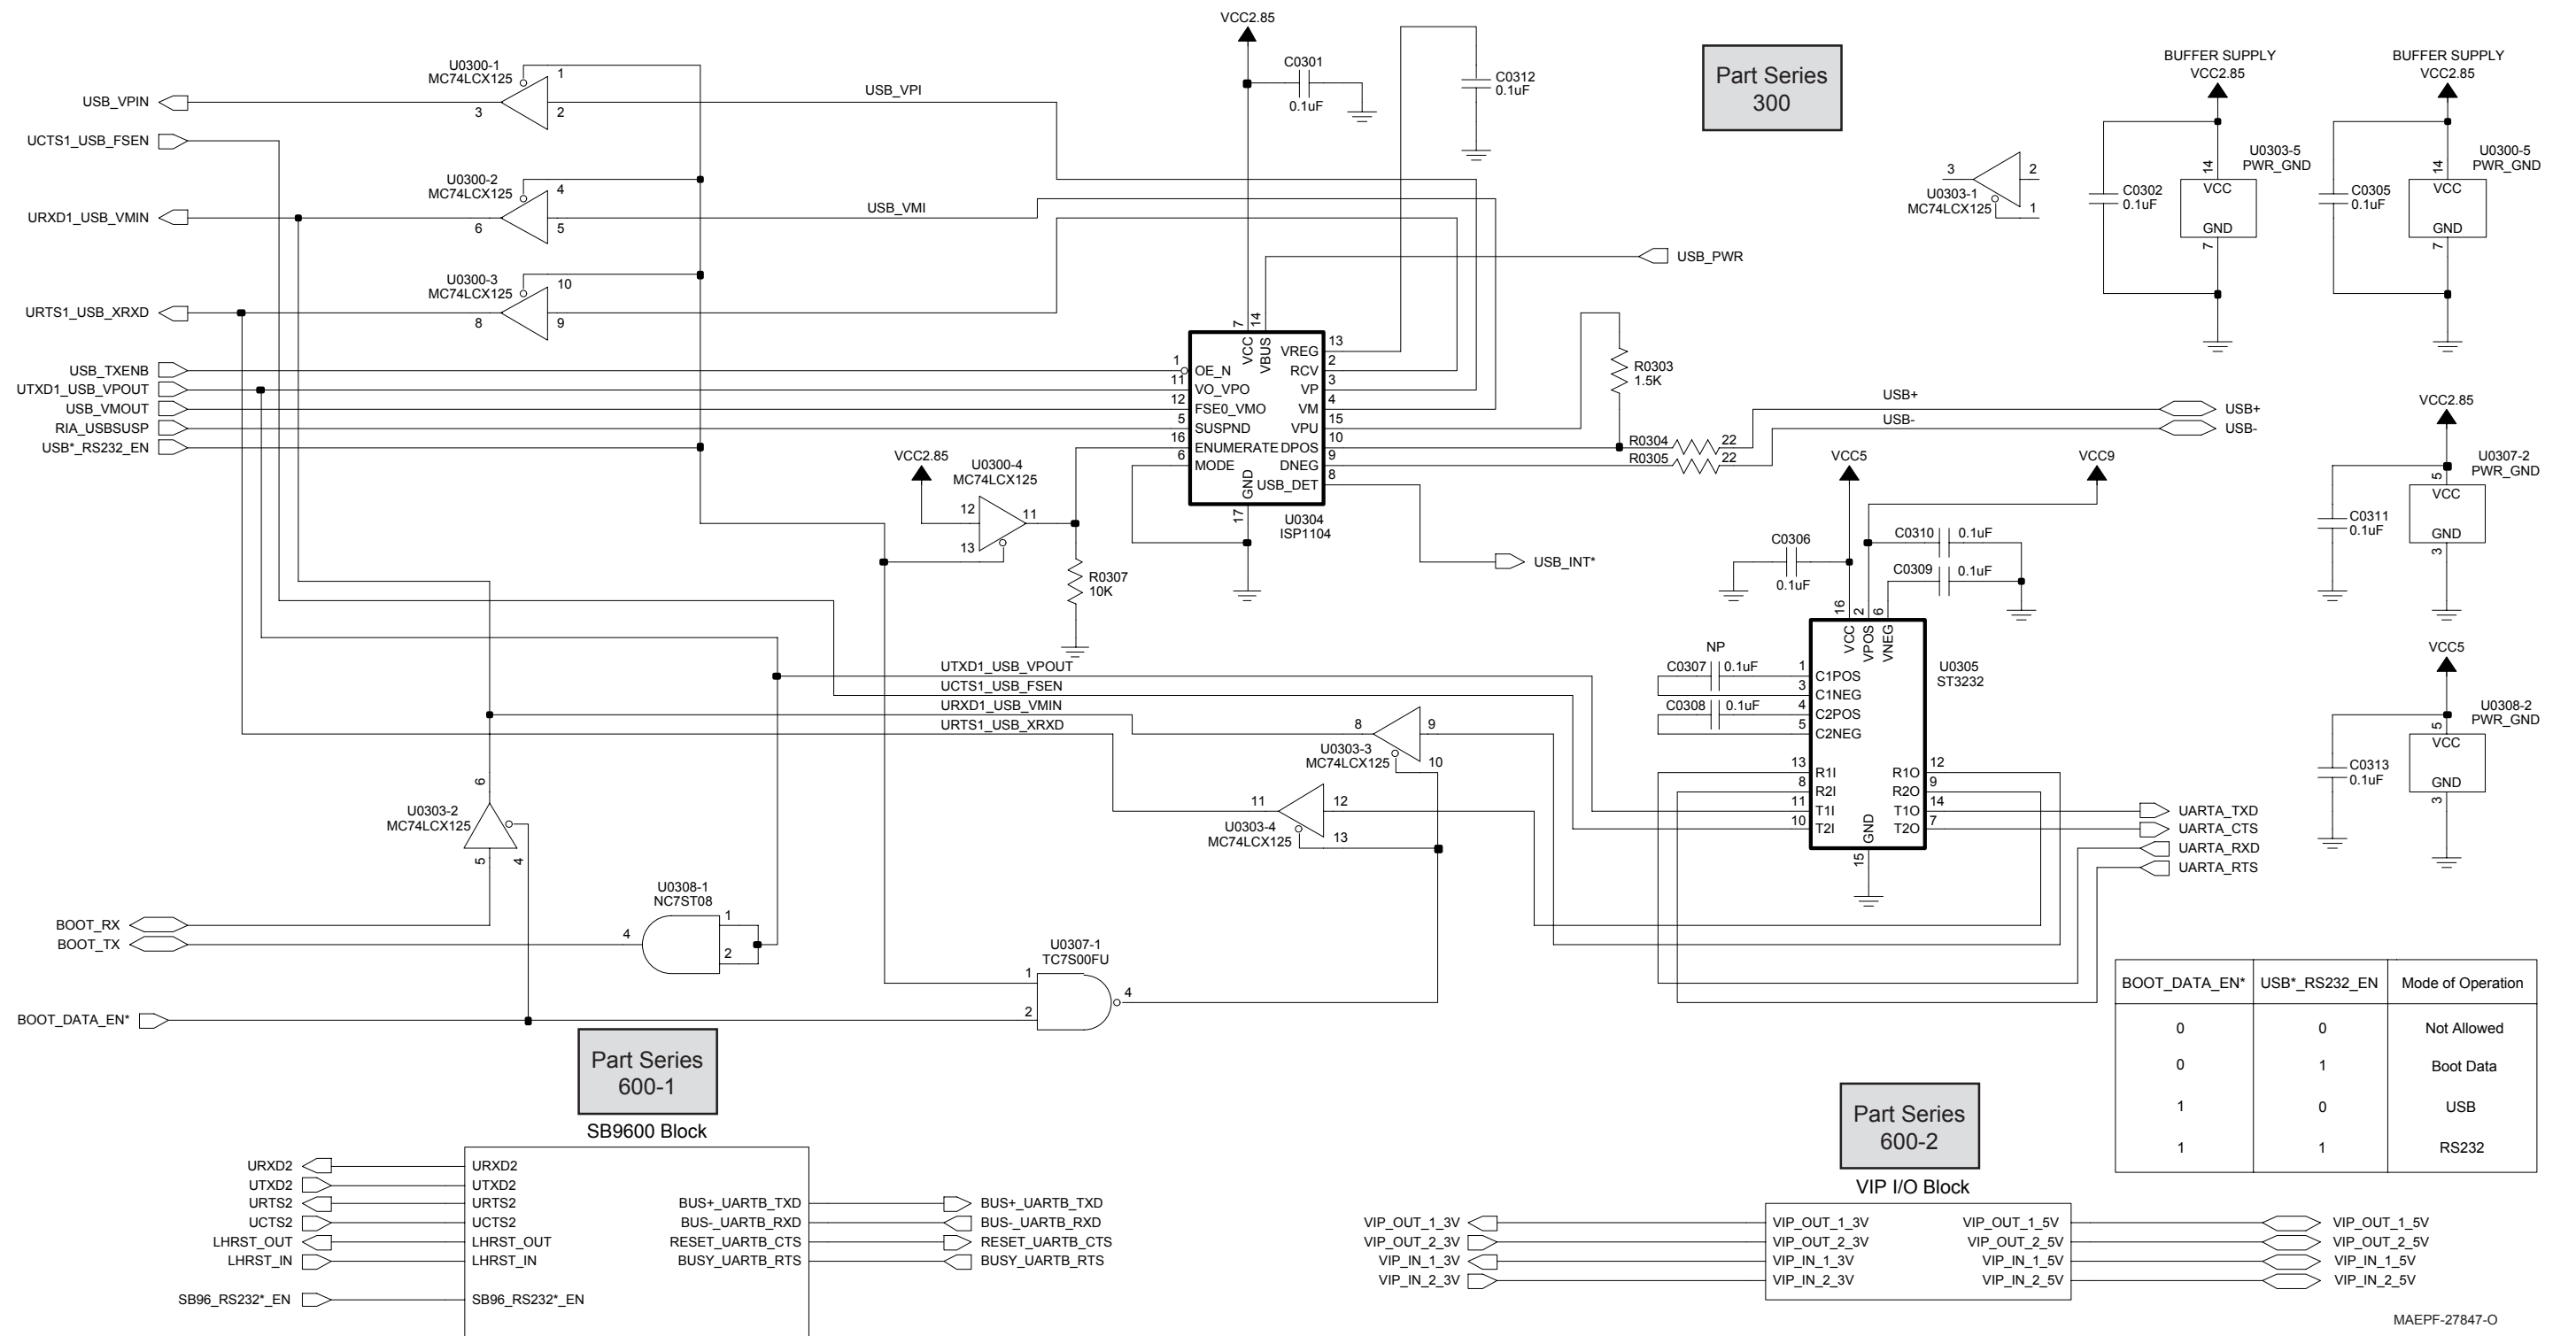 VCC2.85
U0300-1
MC74LCX125
1
3
2
USB_VPIN
USB_VPI
C0301
0.1uF
C0312
0.1uF
Part Series
300
BUFFER SUPPLY
VCC2.85
BUFFER SUPPLY
VCC2.85
UCTS1_USB_FSEN
U0300-2
MC74LCX125
4
6
5
URXD1_USB_VMIN
USB_VMI
3
2
U0303-1
MC74LCX125
1
C0302
0.1uF
14
VCC
GND
7
U0303-5
PWR_GND
C0305
0.1uF
14
VCC
GND
7
U0300-5
PWR_GND
U0300-3
MC74LCX125
10
8
9
URTS1_USB_XRXD
USB_PWR
USB_TXENB
UTXD1_USB_VPOUT
USB_VMOUT
RIA_USBSUSP
USB*_RS232_EN
7
14
VCC
VBUS
1
OE_N
11
VO_VPO
12
FSE0_VMO
5
SUSPND
16
ENUMERATE
6
MODE
GND
17
VREG
13
RCV
2
VP
3
VM
4
VPU
15
DPOS
10
DNEG
9
USB_DET
8
U0304
ISP1104
R0303
1.5K
R0304
22
R0305
22
USB+
USB-
USB+
USB-
VCC2.85
U0300-4
MC74LCX125
12
11
13
R0307
10K
USB_INT*
VCC5
VCC9
C0306
0.1uF
C0310
0.1uF
C0309
0.1uF
VCC2.85
U0307-2
PWR_GND
5
VCC
GND
3
C0311
0.1uF
16
2
6
VCC
VPOS
VNEG
U0305
ST3232
NP
C0307
0.1uF
C0308
0.1uF
1
C1POS
3
C1NEG
4
C2POS
5
C2NEG
13
R1I
8
R2I
11
T1I
10
T2I
GND
15
R1O
12
R2O
9
T1O
14
T2O
7
VCC5
U0308-2
PWR_GND
5
VCC
GND
3
C0313
0.1uF
UTXD1_USB_VPOUT
UCTS1_USB_FSEN
URXD1_USB_VMIN
URTS1_USB_XRXD
8
9
U0303-3
MC74LCX125
10
11
12
U0303-4
MC74LCX125
13
UARTA_TXD
UARTA_CTS
UARTA_RXD
UARTA_RTS
6
U0303-2
MC74LCX125
5
4
U0308-1
NC7ST08
1
4
2
BOOT_RX
BOOT_TX
U0307-1
TC7S00FU
1
4
2
BOOT_DATA_EN*
BOOT_DATA_EN* USB*_RS232_EN Mode of Operation
0 0 Not Allowed
0 1 Boot Data
1 0 USB
1 1 RS232
Part Series
600-1
SB9600 Block
URXD2
UTXD2
URTS2
UCTS2
LHRST_OUT
LHRST_IN
SB96_RS232*_EN
URXD2
UTXD2
URTS2
UCTS2
LHRST_OUT
LHRST_IN
SB96_RS232*_EN
BUS+_UARTB_TXD
BUS-_UARTB_RXD
RESET_UARTB_CTS
BUSY_UARTB_RTS
BUS+_UARTB_TXD
BUS-_UARTB_RXD
RESET_UARTB_CTS
BUSY_UARTB_RTS
Part Series
600-2
VIP I/O Block
VIP_OUT_1_3V
VIP_OUT_2_3V
VIP_IN_1_3V
VIP_IN_2_3V
VIP_OUT_1_3V
VIP_OUT_2_3V
VIP_IN_1_3V
VIP_IN_2_3V
VIP_OUT_1_5V
VIP_OUT_2_5V
VIP_IN_1_5V
VIP_IN_2_5V
VIP_OUT_1_5V
VIP_OUT_2_5V
VIP_IN_1_5V
VIP_IN_2_5V
MAEPF-27847-O